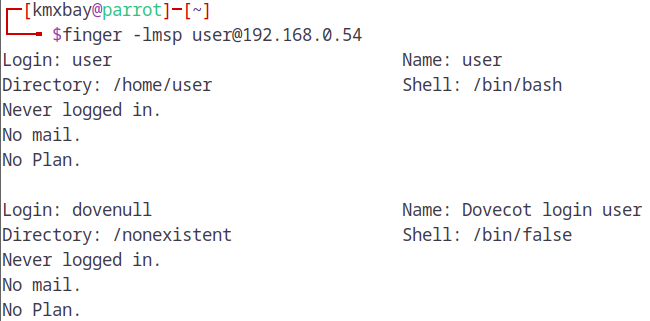 [kmxbay@parrot]─[~]
$finger -lmsp user@192.168.0.54
Login: user Name: user
Directory: /home/user Shell: /bin/bash
Never logged in.
No mail.
No Plan.
Login: dovenull Name: Dovecot login user
Directory: /nonexistent Shell: /bin/false
Never logged in.
No mail.
No Plan.